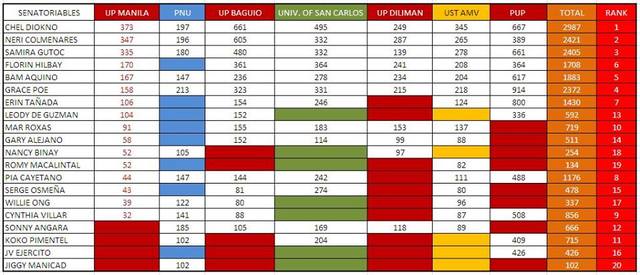 SENATORIABLES UP MANILA PNU UP BAGUIO UNIV. OF SAN CARLOS UP DILIMAN UST AMV PUP TOTAL RANK
CHEL DIOKNO 373 197 661 495 249 345 667 2987 1
NERI COLMENARES 347 196 605 332 287 265 389 2421 2
SAMIRA GUTOC 335 180 480 332 139 278 661 2405 3
FLORIN HILBAY 170 361 364 241 208 364 1708 6
BAM AQUINO 167 147 236 278 234 204 617 1883 5
GRACE POE 158 213 323 331 215 218 914 2372 4
ERIN TAÑADA 106 154 246 124 800 1430 7
LEODY DE GUZMAN 104 152 336 592 13
MAR ROXAS 91 155 183 153 137 719 10
GARY ALEJANO 58 152 114 99 88 511 14
NANCY BINAY 52 105 97 254 18
ROMY MACALINTAL 52 82 134 19
PIA CAYETANO 44 147 144 242 111 488 1176 8
SERGE OSMEÑA 43 81 274 80 478 15
WILLIE ONG 39 122 80 96 337 17
CYNTHIA VILLAR 32 141 88 87 508 856 9
SONNY ANGARA 185 105 169 118 89 666 12
KOKO PIMENTEL 102 204 409 715 11
JV EJERCITO 426 426 16
JIGGY MANICAD 102 102 20